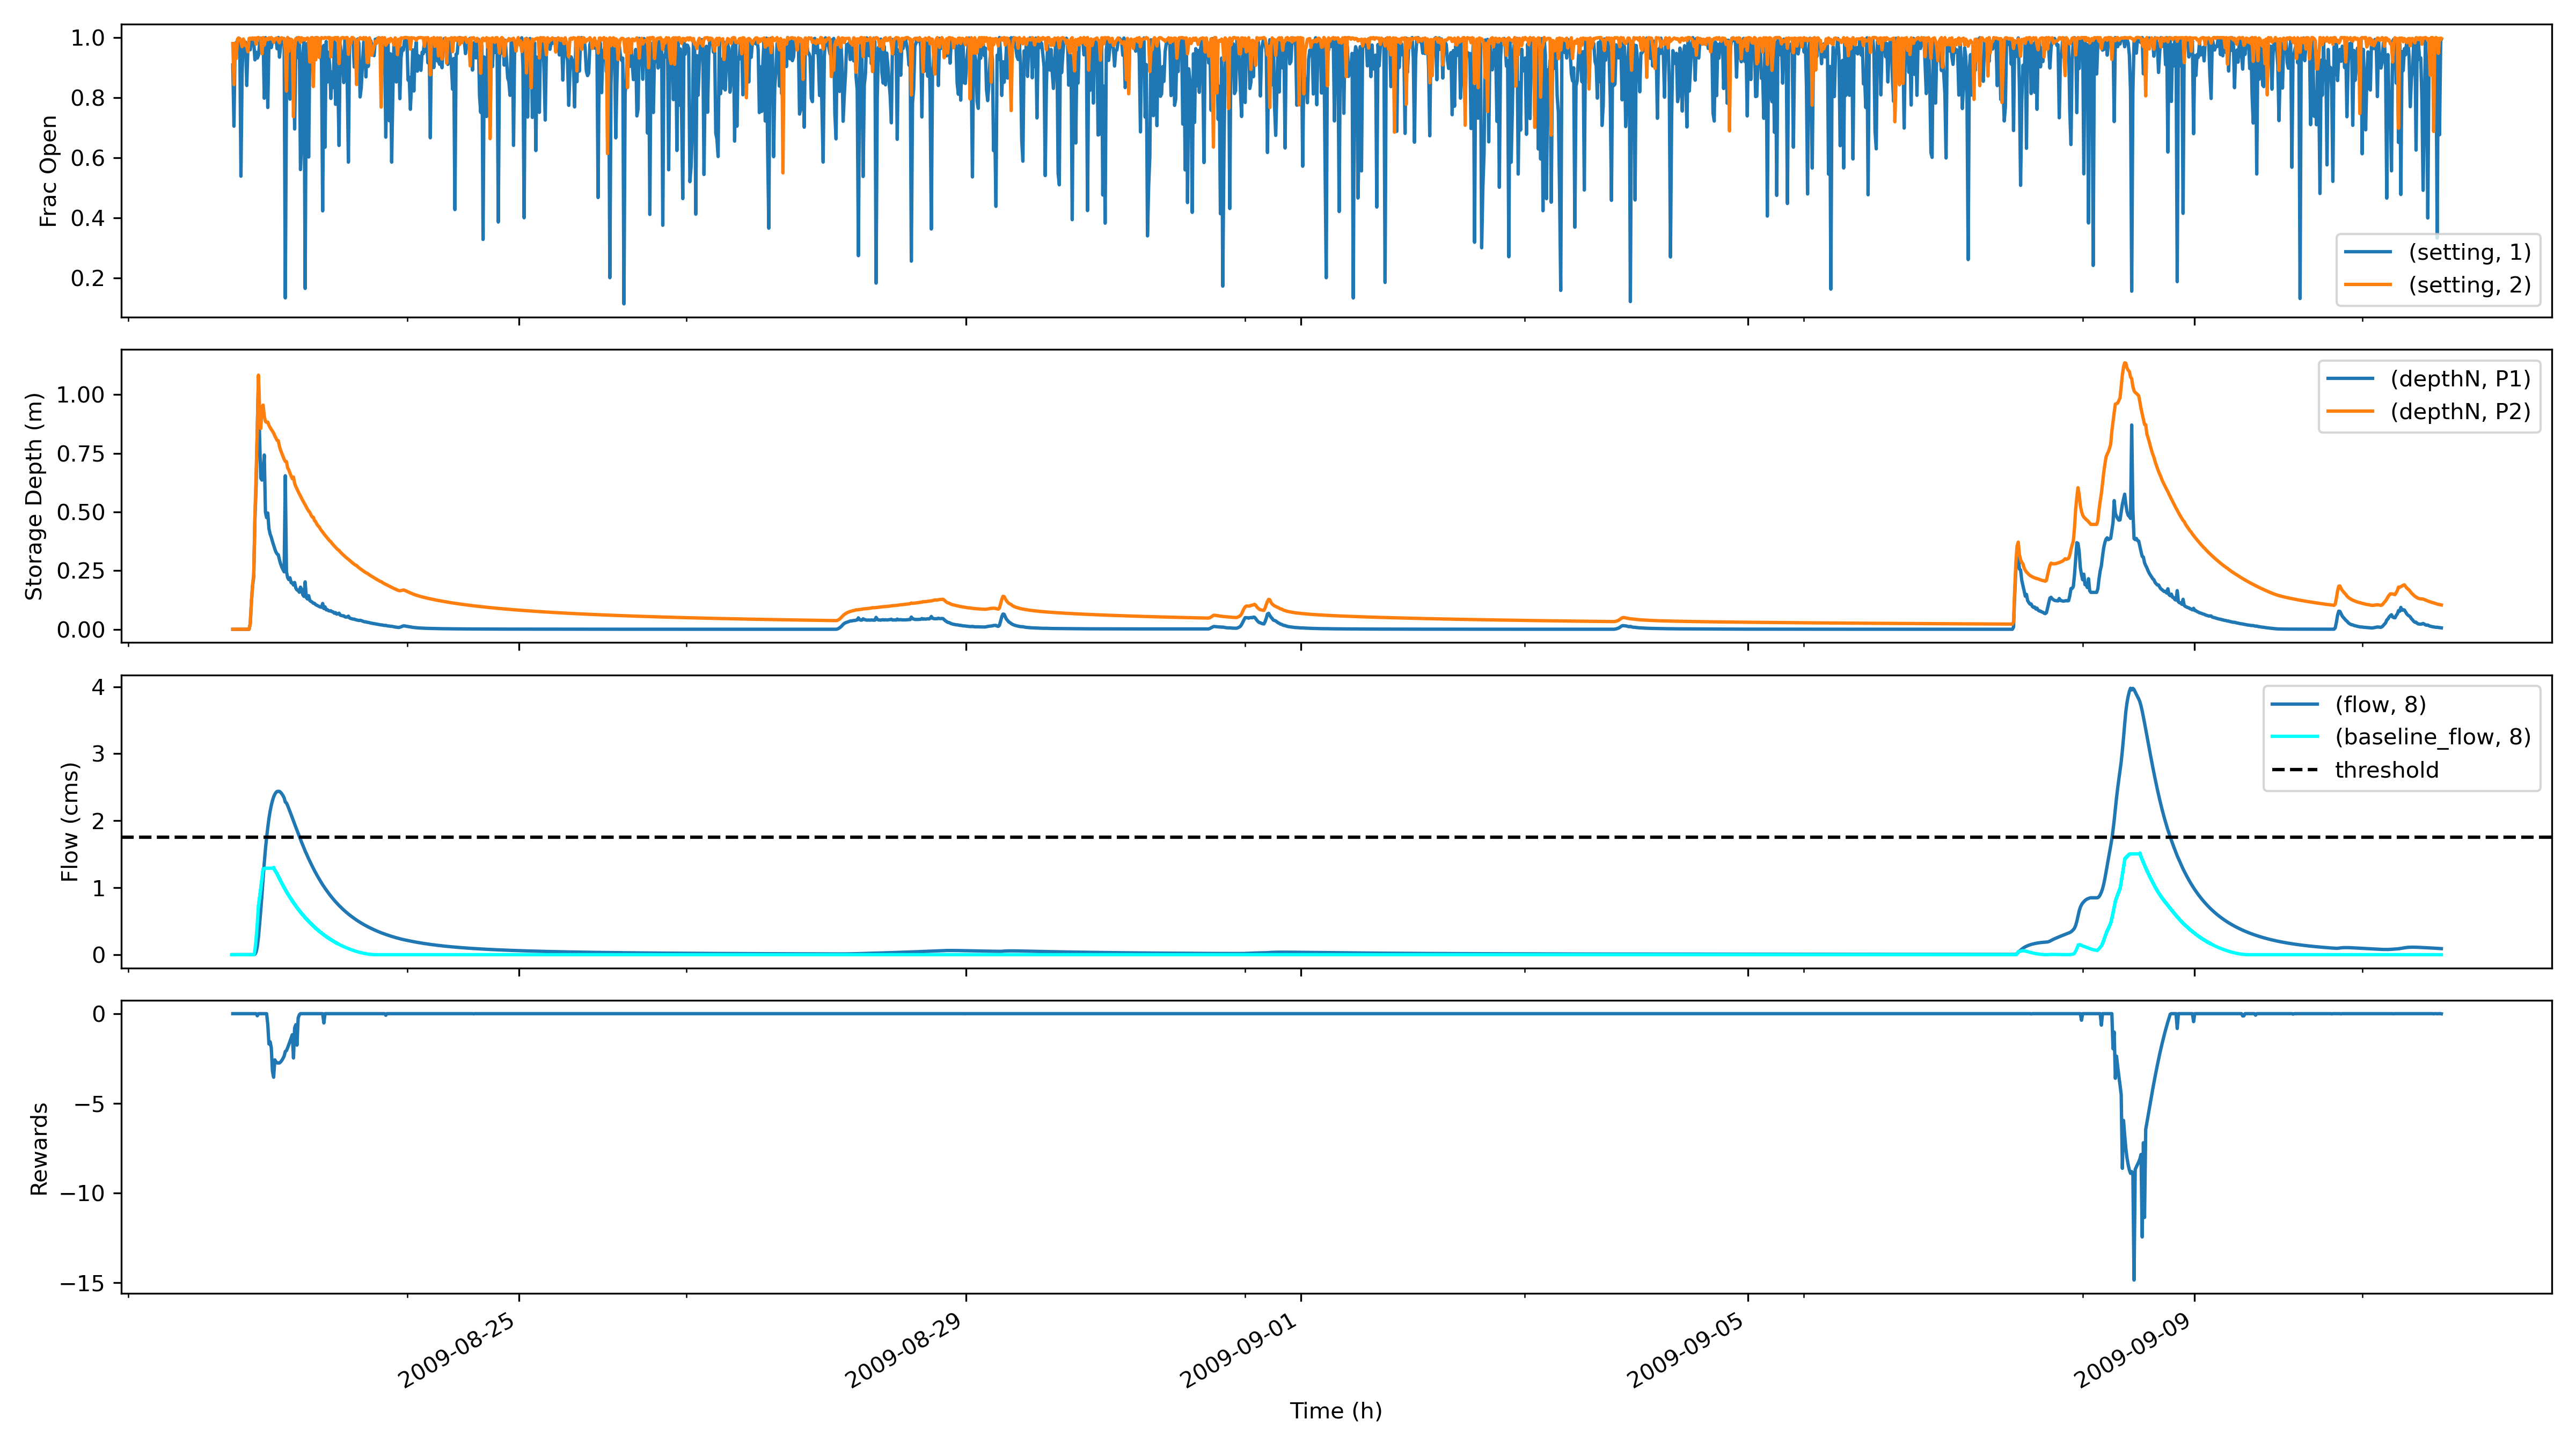 1.0
0.8
0.6
0.4
0.2
Frac Open
(setting, 1)
(setting, 2)
1.00
0.75
0.50
0.25
0.00
Storage Depth (m)
(depthN, P1)
(depthN, P2)
4
3
2
1
0
Flow (cms)
(flow, 8)
(baseline_flow, 8)
threshold
0
−5
−10
−15
Rewards
2009-08-25
2009-08-29
2009-09-01
2009-09-05
2009-09-09
Time (h)